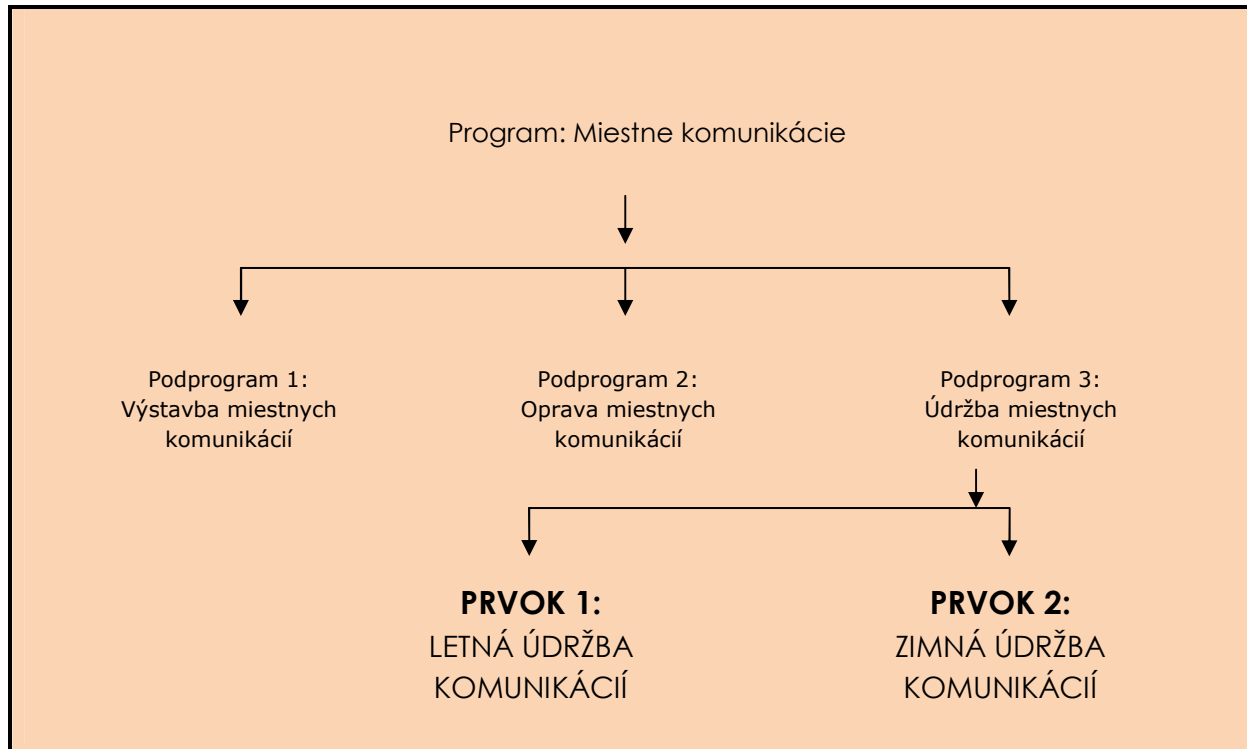 Program: Miestne komunikácie
Podprogram 1:
Výstavba miestnych
komunikácií
Podprogram 2:
Oprava miestnych
komunikácií
Podprogram 3:
Údržba miestnych
komunikácií
PRVOK 1:
LETNÁ ÚDRŽBA
KOMUNIKÁCIÍ
PRVOK 2:
ZIMNÁ ÚDRŽBA
KOMUNIKÁCIÍ